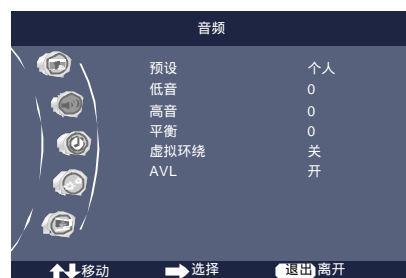 音频
预设 个人
低音 0
高音 0
平衡 0
虚拟环绕 关
AVL 开
移动 选择 退出 离开